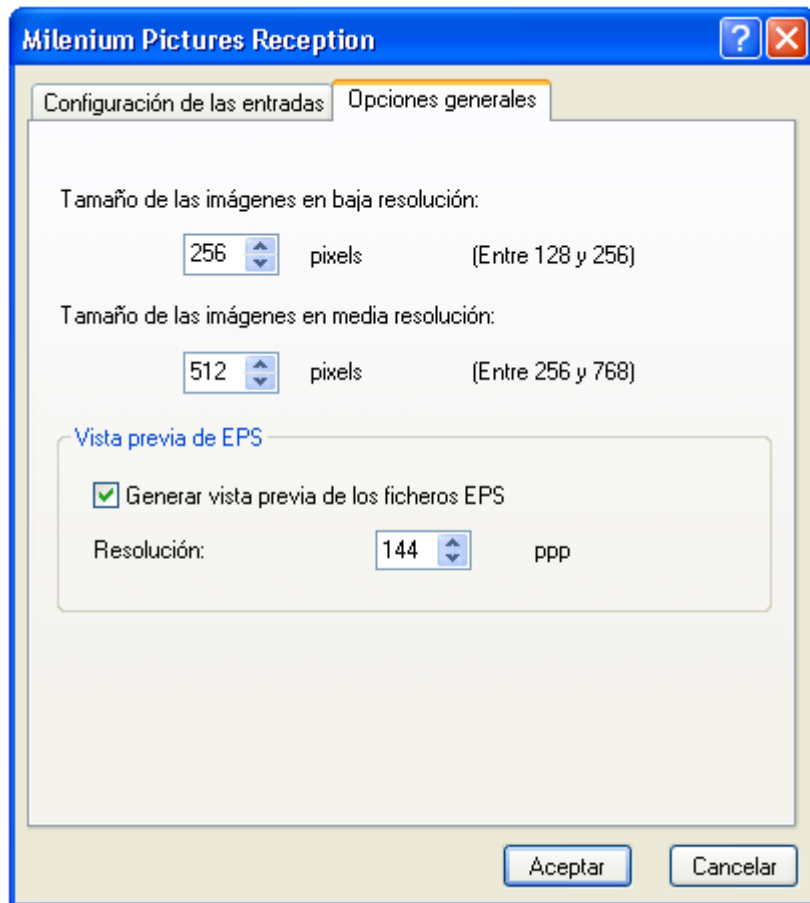 Milenium Pictures Reception
Configuración de las entradas Opciones generales
Tamaño de las imágenes en baja resolución:
256 pixels (Entre 128 y 256)
Tamaño de las imágenes en media resolución:
512 pixels (Entre 256 y 768)
Vista previa de EPS
Generar vista previa de los ficheros EPS
Resolución: 144 ppp
Aceptar Cancelar